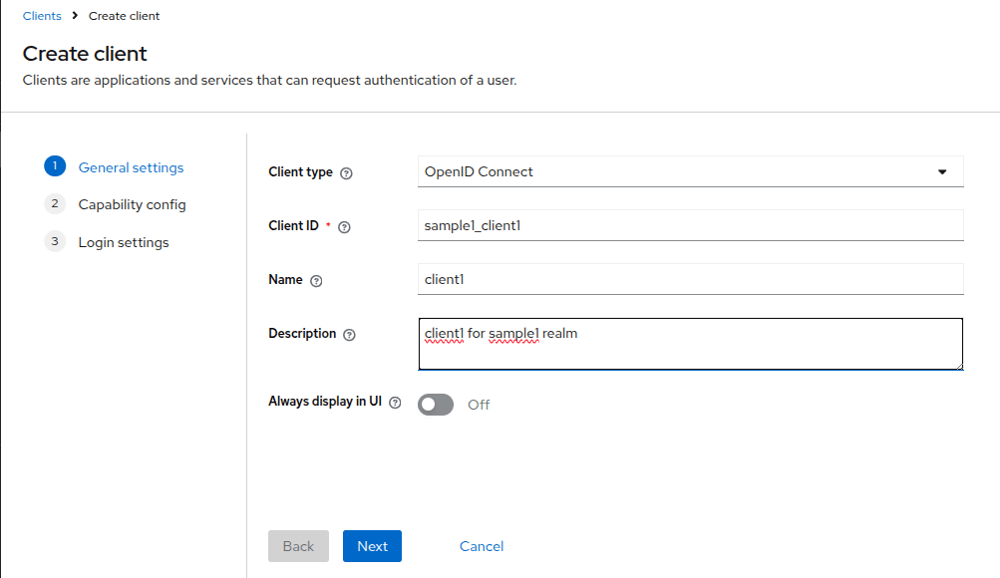 Clients > Create client
Create client
Clients are applications and services that can request authentication of a user.
1 General settings
2 Capability config
3 Login settings
Client type ? OpenID Connect
Client ID * ? sample1_client1
Name ? client1
Description ? client1 for sample1 realm
Always display in UI ? Off
Back Next Cancel